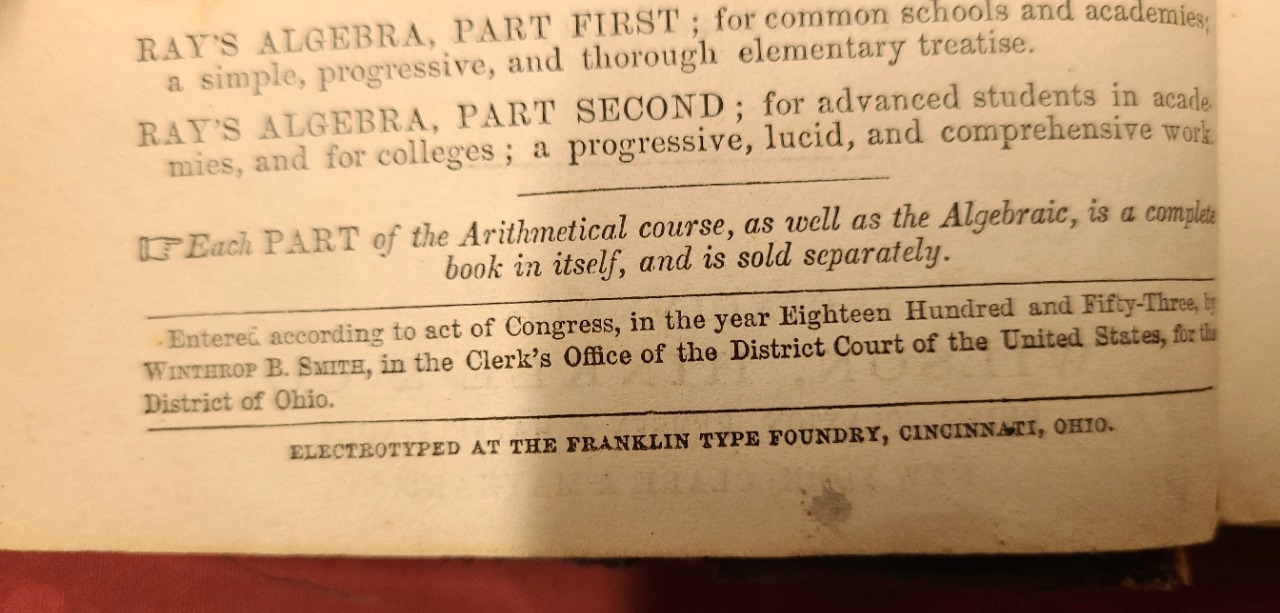 RAY'S ALGEBRA, PART FIRST ; for common schools and academies;
a simple, progressive, and thorough elementary treatise.
RAY'S ALGEBRA, PART SECOND ; for advanced students in acade-
mies, and for colleges ; a progressive, lucid, and comprehensive work.
☞ Each PART of the Arithmetical course, as well as the Algebraic, is a complete
book in itself, and is sold separately.
Entered according to act of Congress, in the year Eighteen Hundred and Fifty-Three, by
WINTHROP B. SMITH, in the Clerk's Office of the District Court of the United States, for the
District of Ohio.
ELECTROTYPED AT THE FRANKLIN TYPE FOUNDRY, CINCINNATI, OHIO.